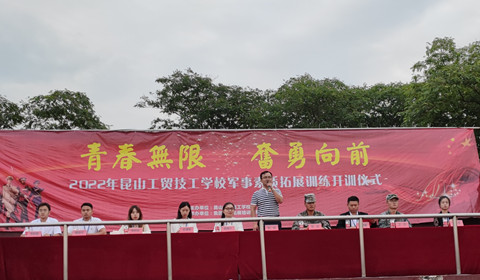 青春無限 奮勇向前
2022年昆山工贸技工学校军事素质拓展训练开训仪式